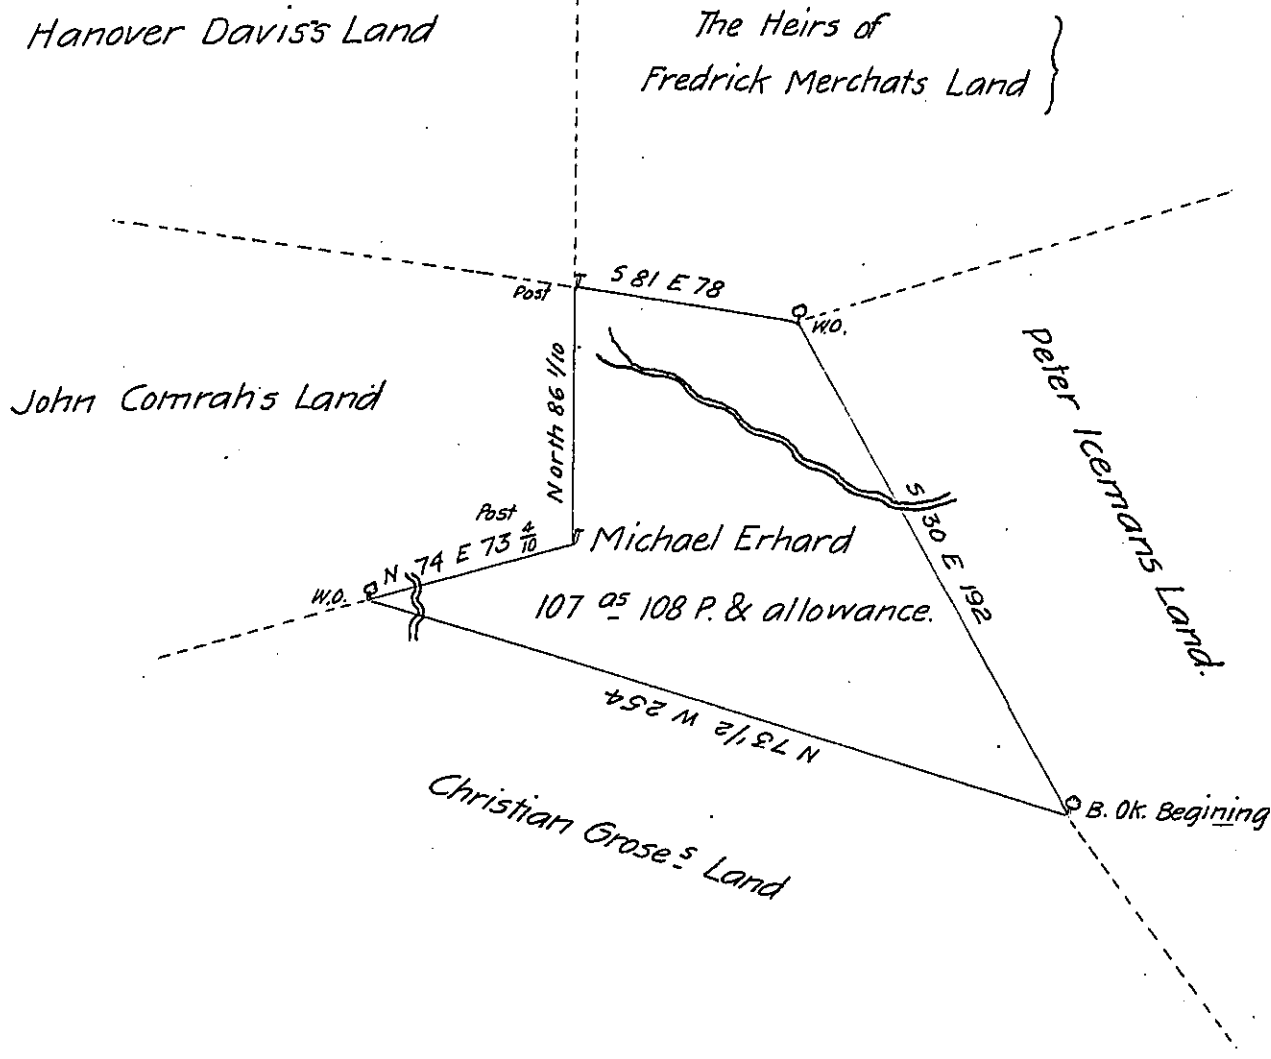 Hanover Davis's Land
The Heirs of
Fredrick Merchats Land }
S 81 E 78
Post
W.O.
North 86 1/10
John Comrah's Land
Peter Icemans Land.
S 30 E 192
Post
N 74 E 73 4/10
W.O.
Michael Erhard
107 as 108 P. & allowance.
N 73 1/2 W 254
B. Ok. Begining
Christian Grose s Land